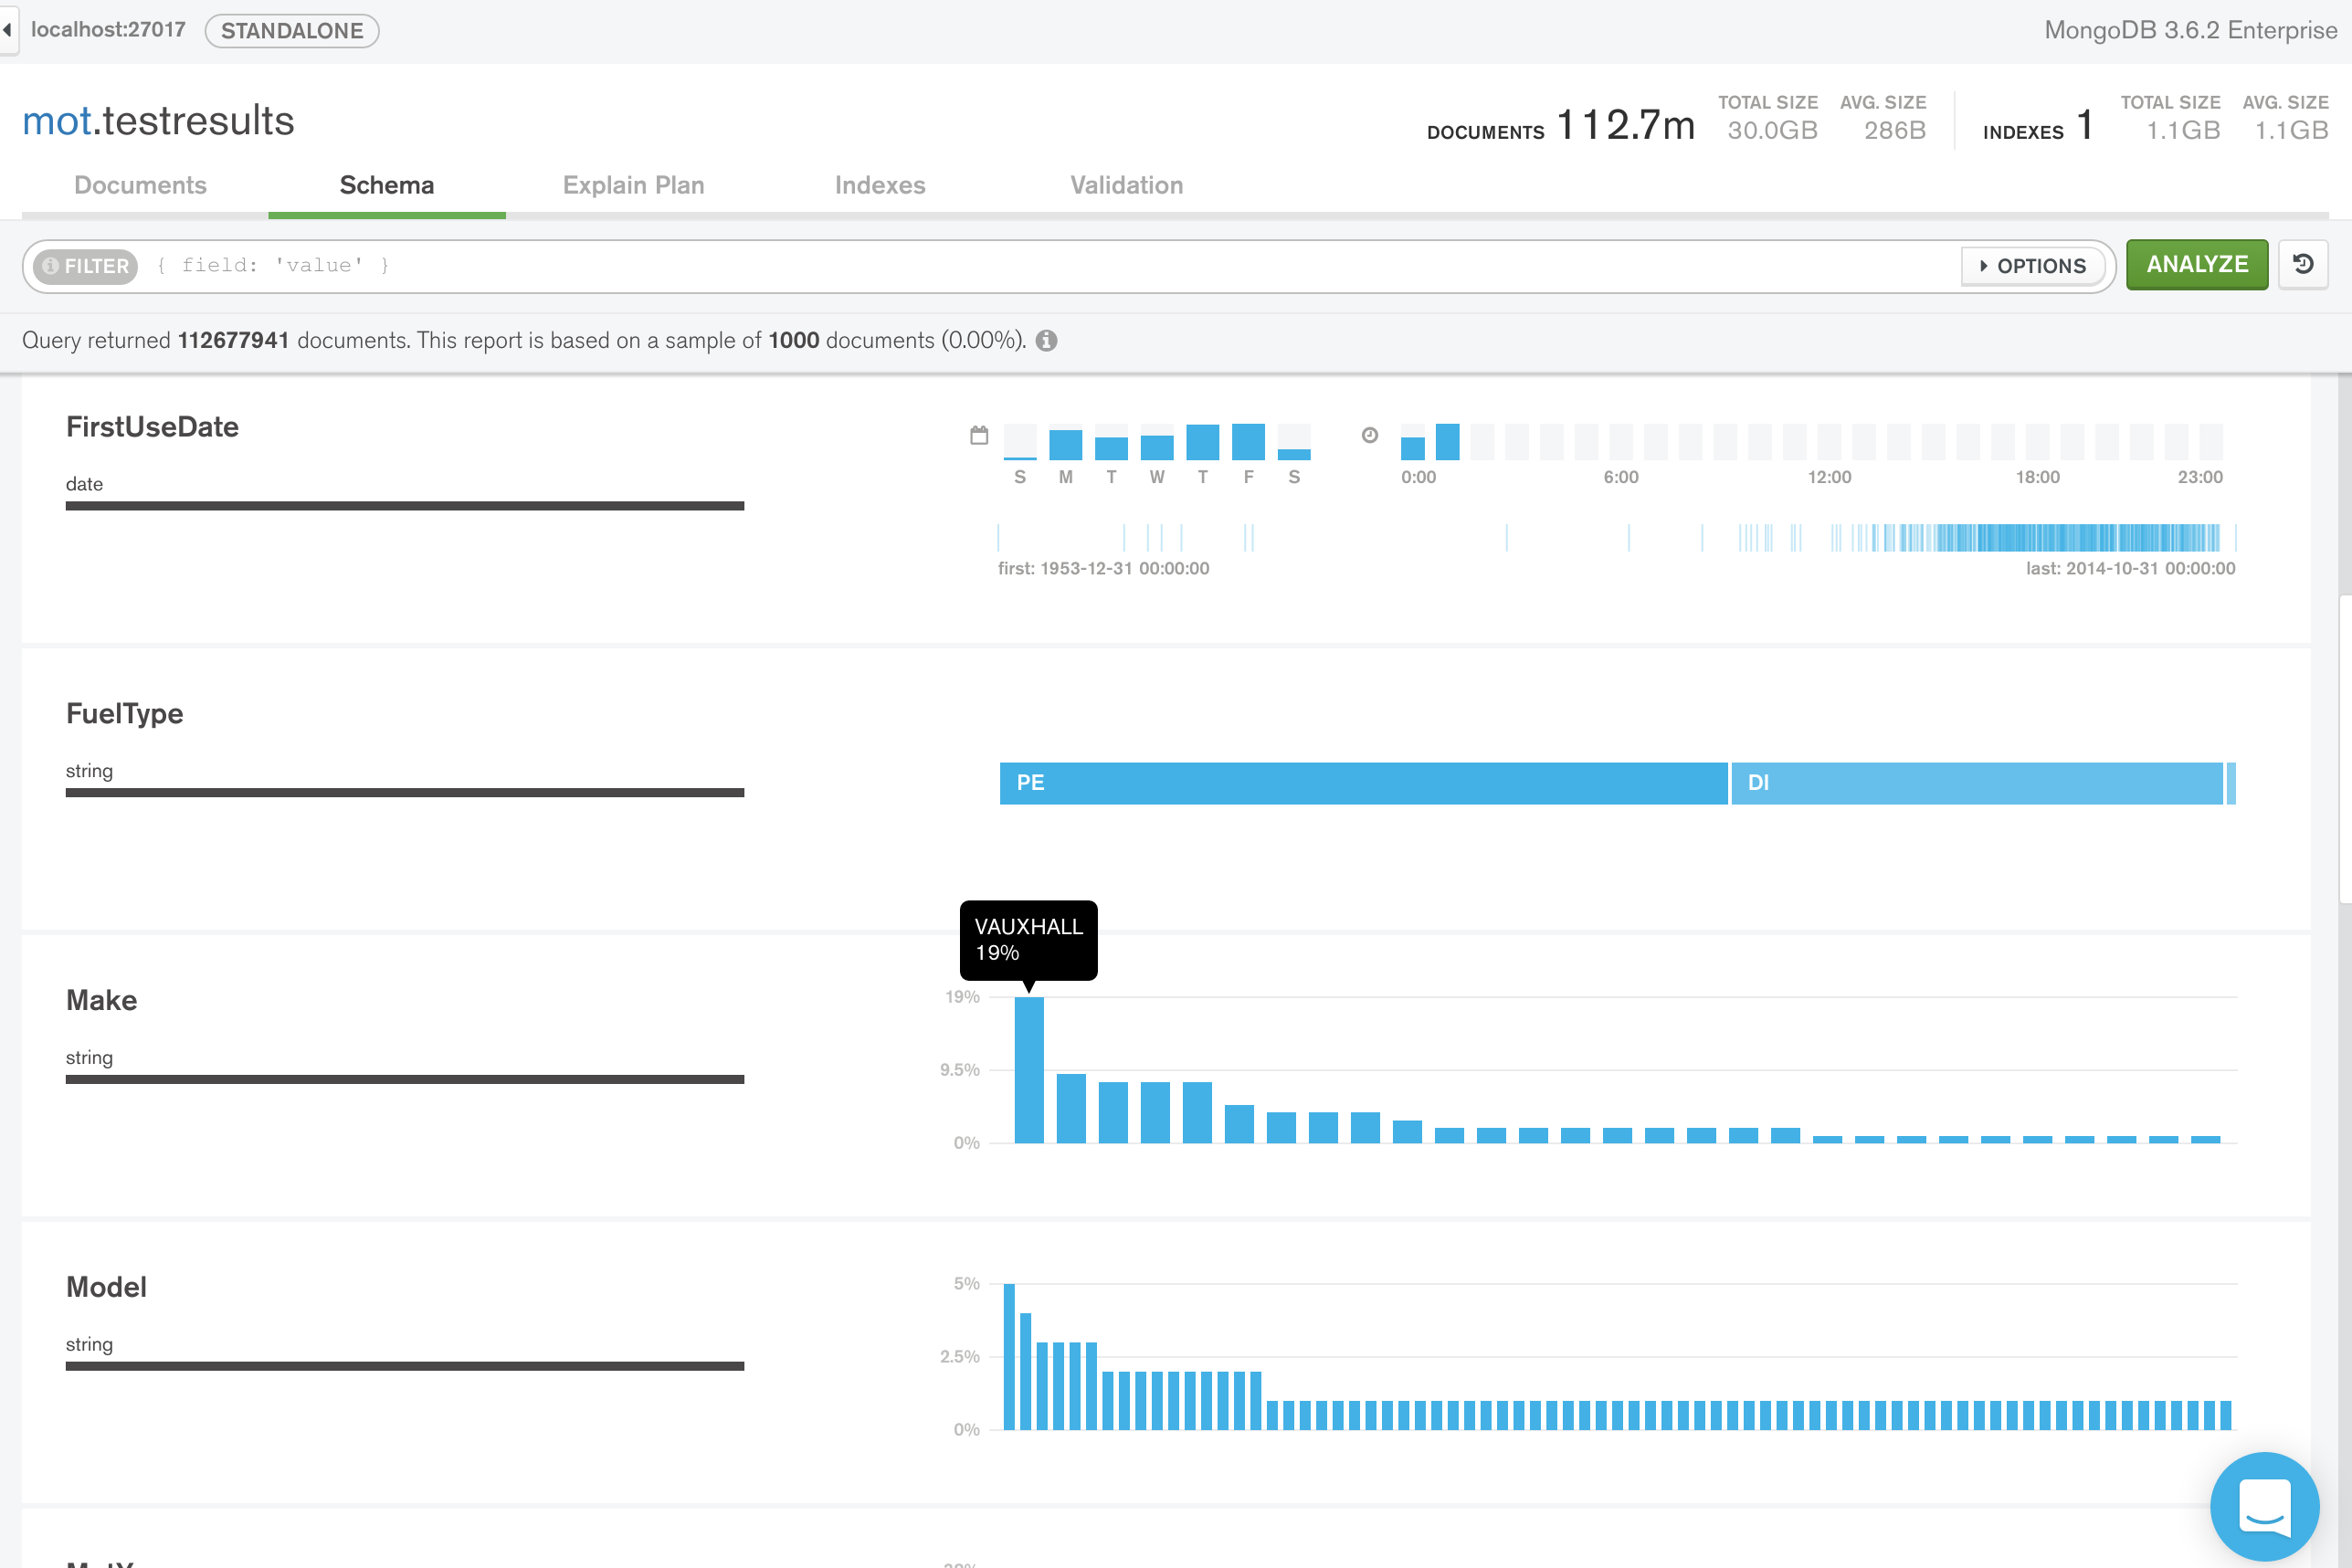 localhost:27017 STANDALONE MongoDB 3.6.2 Enterprise
mot.testresults
DOCUMENTS 112.7m TOTAL SIZE 30.0GB AVG. SIZE 286B INDEXES 1 TOTAL SIZE 1.1GB AVG. SIZE 1.1GB
Documents Schema Explain Plan Indexes Validation
FILTER { field: 'value' } OPTIONS ANALYZE
Query returned 112677941 documents. This report is based on a sample of 1000 documents (0.00%).
FirstUseDate
date
S M T W T F S
0:00 6:00 12:00 18:00 23:00
first: 1953-12-31 00:00:00 last: 2014-10-31 00:00:00
FuelType
string
PE DI
VAUXHALL
19%
Make
string
19%
9.5%
0%
Model
string
5%
2.5%
0%